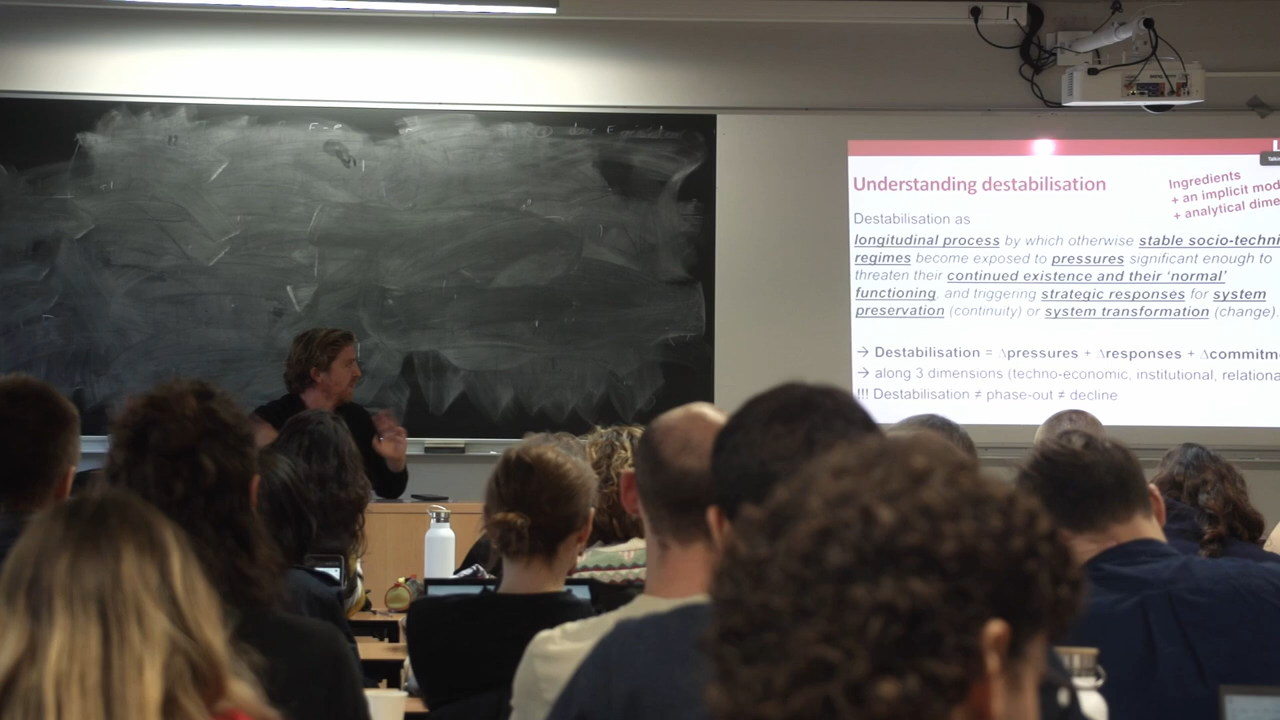 F-P
Understanding destabilisation
Ingredients
+ an implicit mod
+ analytical dime
Destabilisation as
longitudinal process by which otherwise stable socio-techni
regimes become exposed to pressures significant enough to
threaten their continued existence and their ‘normal’
functioning, and triggering strategic responses for system
preservation (continuity) or system transformation (change).
→ Destabilisation = Δpressures + Δresponses + Δcommitm
→ along 3 dimensions (techno-economic, institutional, relationa
!!! Destabilisation ≠ phase-out ≠ decline